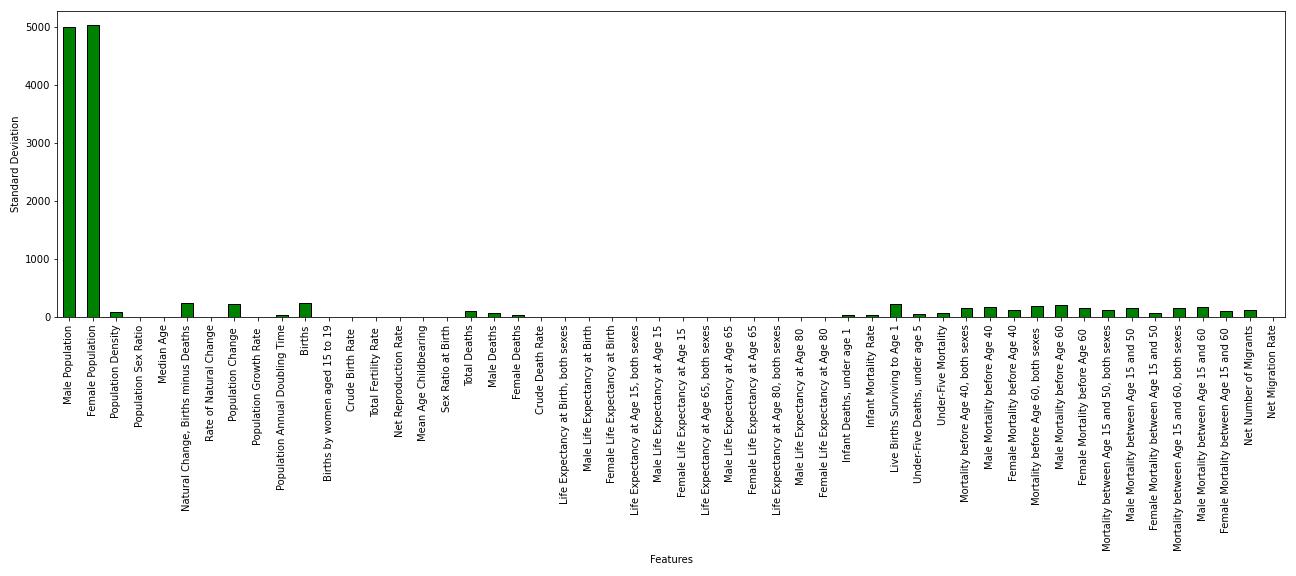 5000
4000
3000
2000
1000
0
Standard Deviation
Male Population
Female Population
Population Density
Population Sex Ratio
Median Age
Natural Change, Births minus Deaths
Rate of Natural Change
Population Change
Population Growth Rate
Population Annual Doubling Time
Births
Births by women aged 15 to 19
Crude Birth Rate
Total Fertility Rate
Net Reproduction Rate
Mean Age Childbearing
Sex Ratio at Birth
Total Deaths
Male Deaths
Female Deaths
Crude Death Rate
Life Expectancy at Birth, both sexes
Male Life Expectancy at Birth
Female Life Expectancy at Birth
Life Expectancy at Age 15, both sexes
Male Life Expectancy at Age 15
Female Life Expectancy at Age 15
Life Expectancy at Age 65, both sexes
Male Life Expectancy at Age 65
Female Life Expectancy at Age 65
Life Expectancy at Age 80, both sexes
Male Life Expectancy at Age 80
Female Life Expectancy at Age 80
Infant Deaths, under age 1
Infant Mortality Rate
Live Births Surviving to Age 1
Under-Five Deaths, under age 5
Under-Five Mortality
Mortality before Age 40, both sexes
Male Mortality before Age 40
Female Mortality before Age 40
Mortality before Age 60, both sexes
Male Mortality before Age 60
Female Mortality before Age 60
Mortality between Age 15 and 50, both sexes
Male Mortality between Age 15 and 50
Female Mortality between Age 15 and 50
Mortality between Age 15 and 60, both sexes
Male Mortality between Age 15 and 60
Female Mortality between Age 15 and 60
Net Number of Migrants
Net Migration Rate
Features